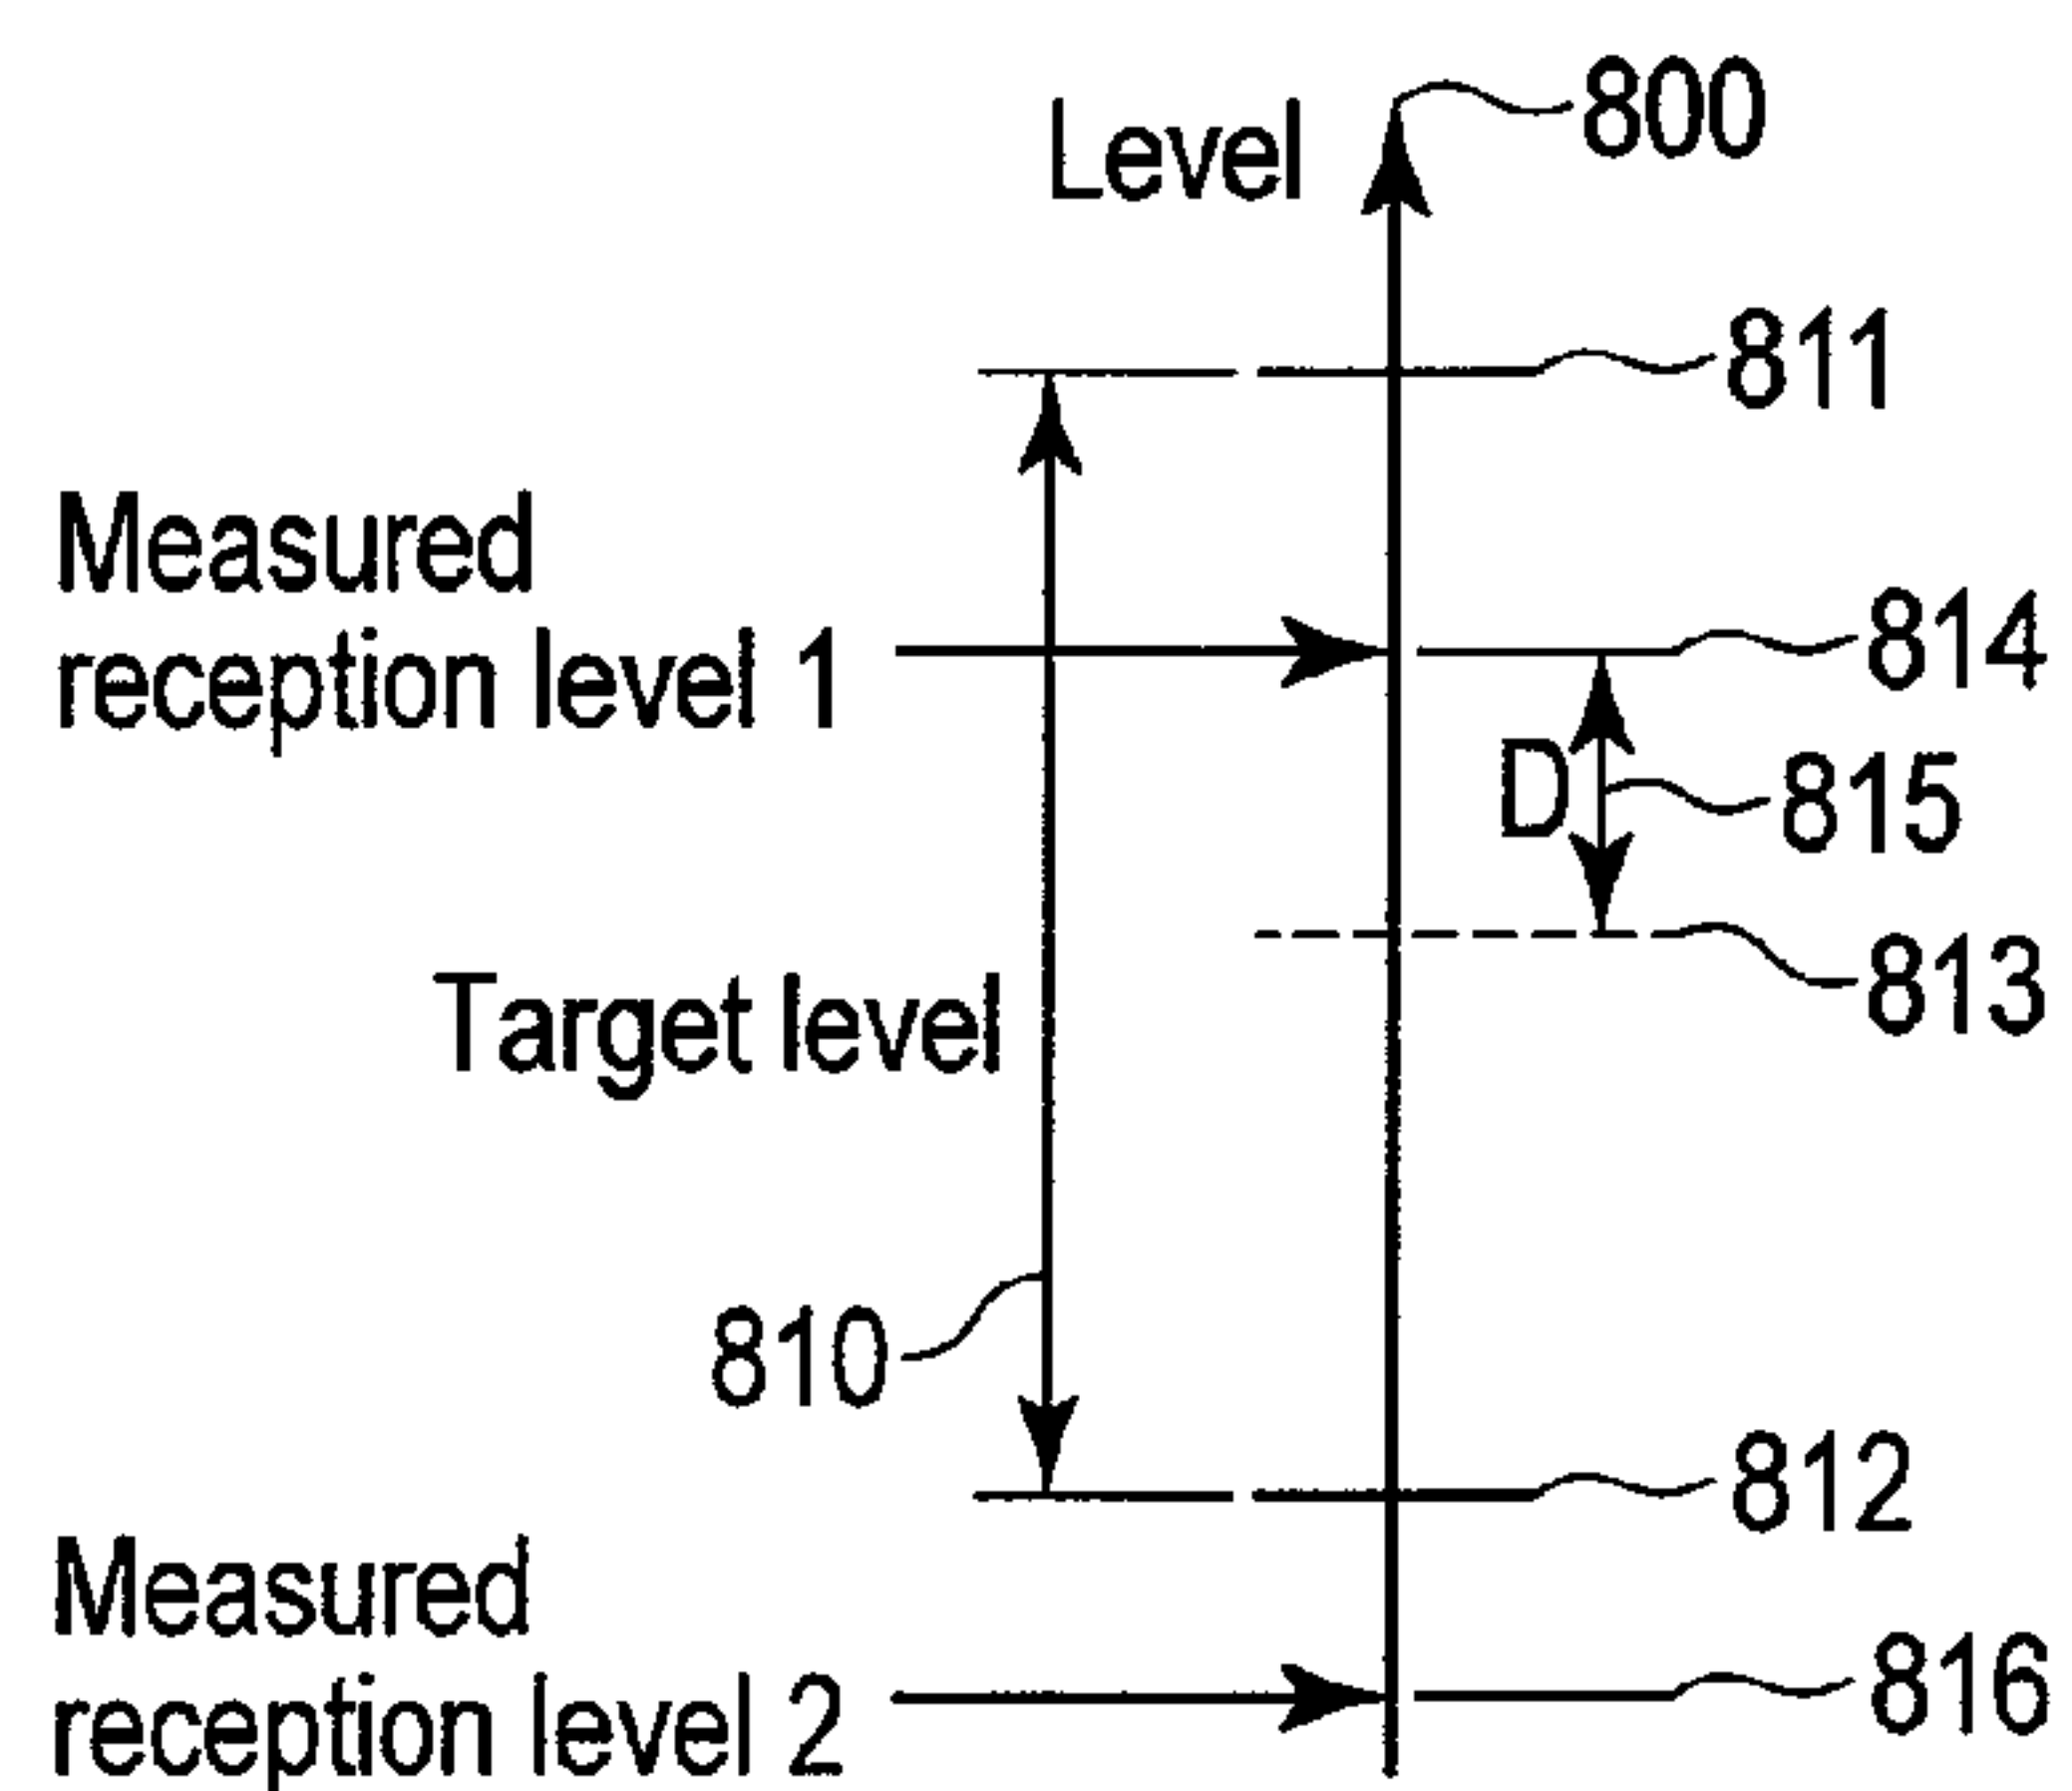 Level
800
811
Measured
reception level 1
814
D
815
813
Target level
810
812
Measured
reception level 2
816